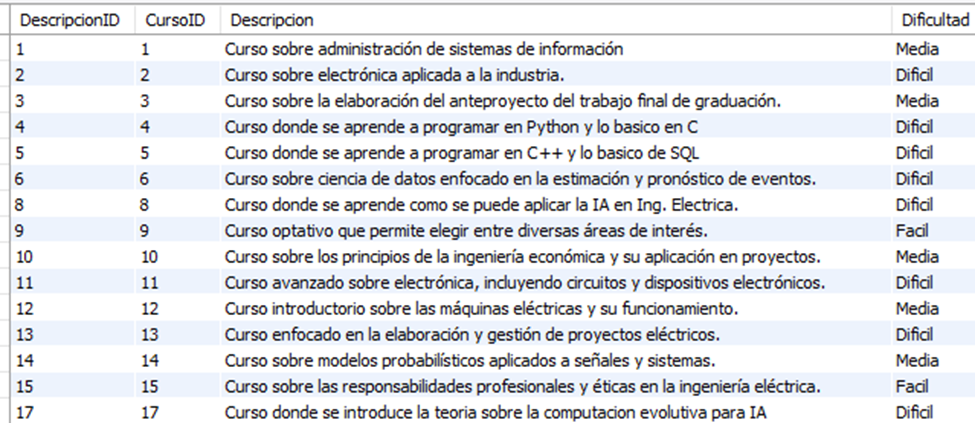 DescripcionID CursoID Descripcion Dificultad
1 1 Curso sobre administración de sistemas de información Media
2 2 Curso sobre electrónica aplicada a la industria. Dificil
3 3 Curso sobre la elaboración del anteproyecto del trabajo final de graduación. Media
4 4 Curso donde se aprende a programar en Python y lo basico en C Dificil
5 5 Curso donde se aprende a programar en C++ y lo basico de SQL Dificil
6 6 Curso sobre ciencia de datos enfocado en la estimación y pronóstico de eventos. Dificil
8 8 Curso donde se aprende como se puede aplicar la IA en Ing. Electrica. Dificil
9 9 Curso optativo que permite elegir entre diversas áreas de interés. Facil
10 10 Curso sobre los principios de la ingeniería económica y su aplicación en proyectos. Media
11 11 Curso avanzado sobre electrónica, incluyendo circuitos y dispositivos electrónicos. Dificil
12 12 Curso introductorio sobre las máquinas eléctricas y su funcionamiento. Media
13 13 Curso enfocado en la elaboración y gestión de proyectos eléctricos. Dificil
14 14 Curso sobre modelos probabilísticos aplicados a señales y sistemas. Media
15 15 Curso sobre las responsabilidades profesionales y éticas en la ingeniería eléctrica. Facil
17 17 Curso donde se introduce la teoria sobre la computacion evolutiva para IA Dificil